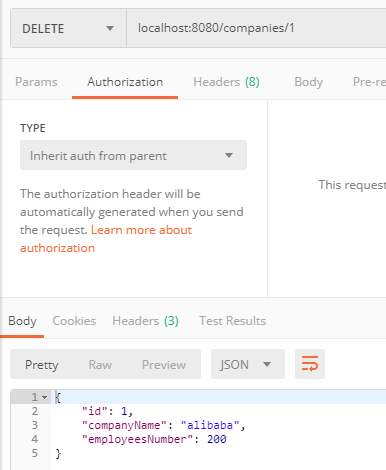 DELETE localhost:8080/companies/1
Params Authorization Headers (8) Body Pre-re
TYPE
Inherit auth from parent
This request
The authorization header will be
automatically generated when you send
the request. Learn more about
authorization
Body Cookies Headers (3) Test Results
Pretty Raw Preview JSON
1 {
2 "id": 1,
3 "companyName": "alibaba",
4 "employeesNumber": 200
5 }